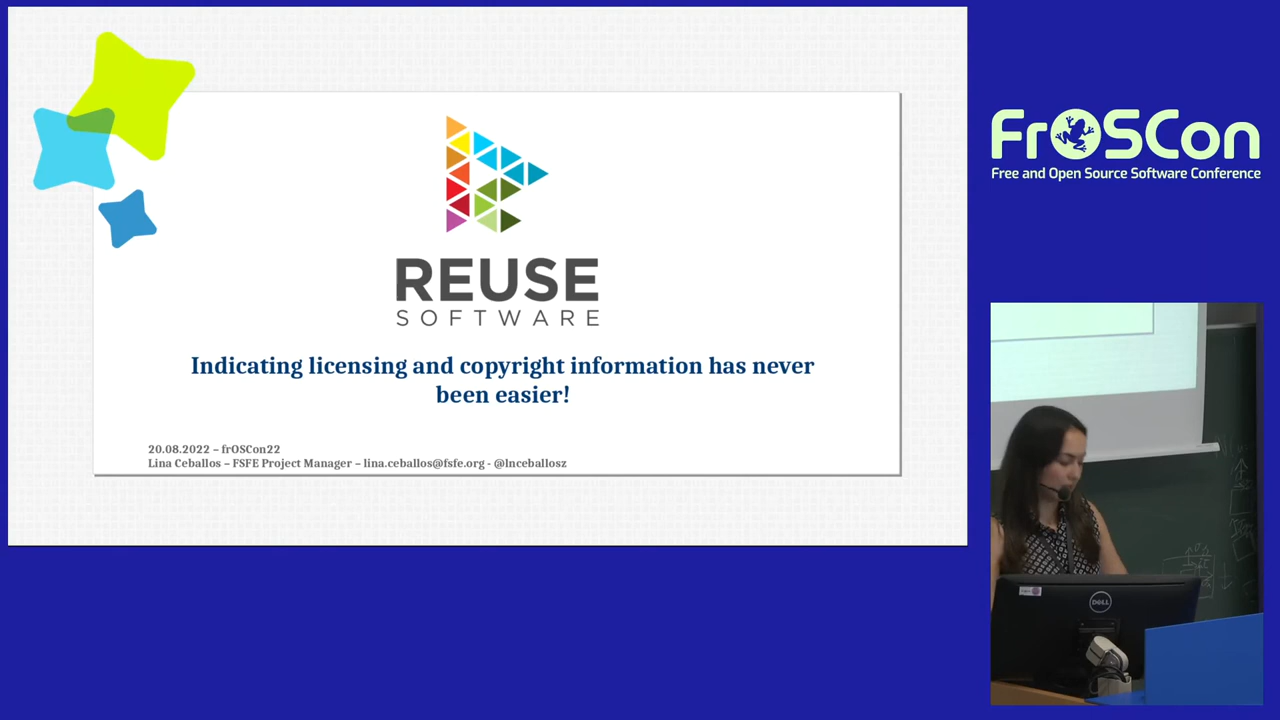 REUSE
SOFTWARE
Indicating licensing and copyright information has never
been easier!
20.08.2022 – frOSCon22
Lina Ceballos – FSFE Project Manager – lina.ceballos@fsfe.org - @lnceballosz
FrOSCon
Free and Open Source Software Conference
DELL